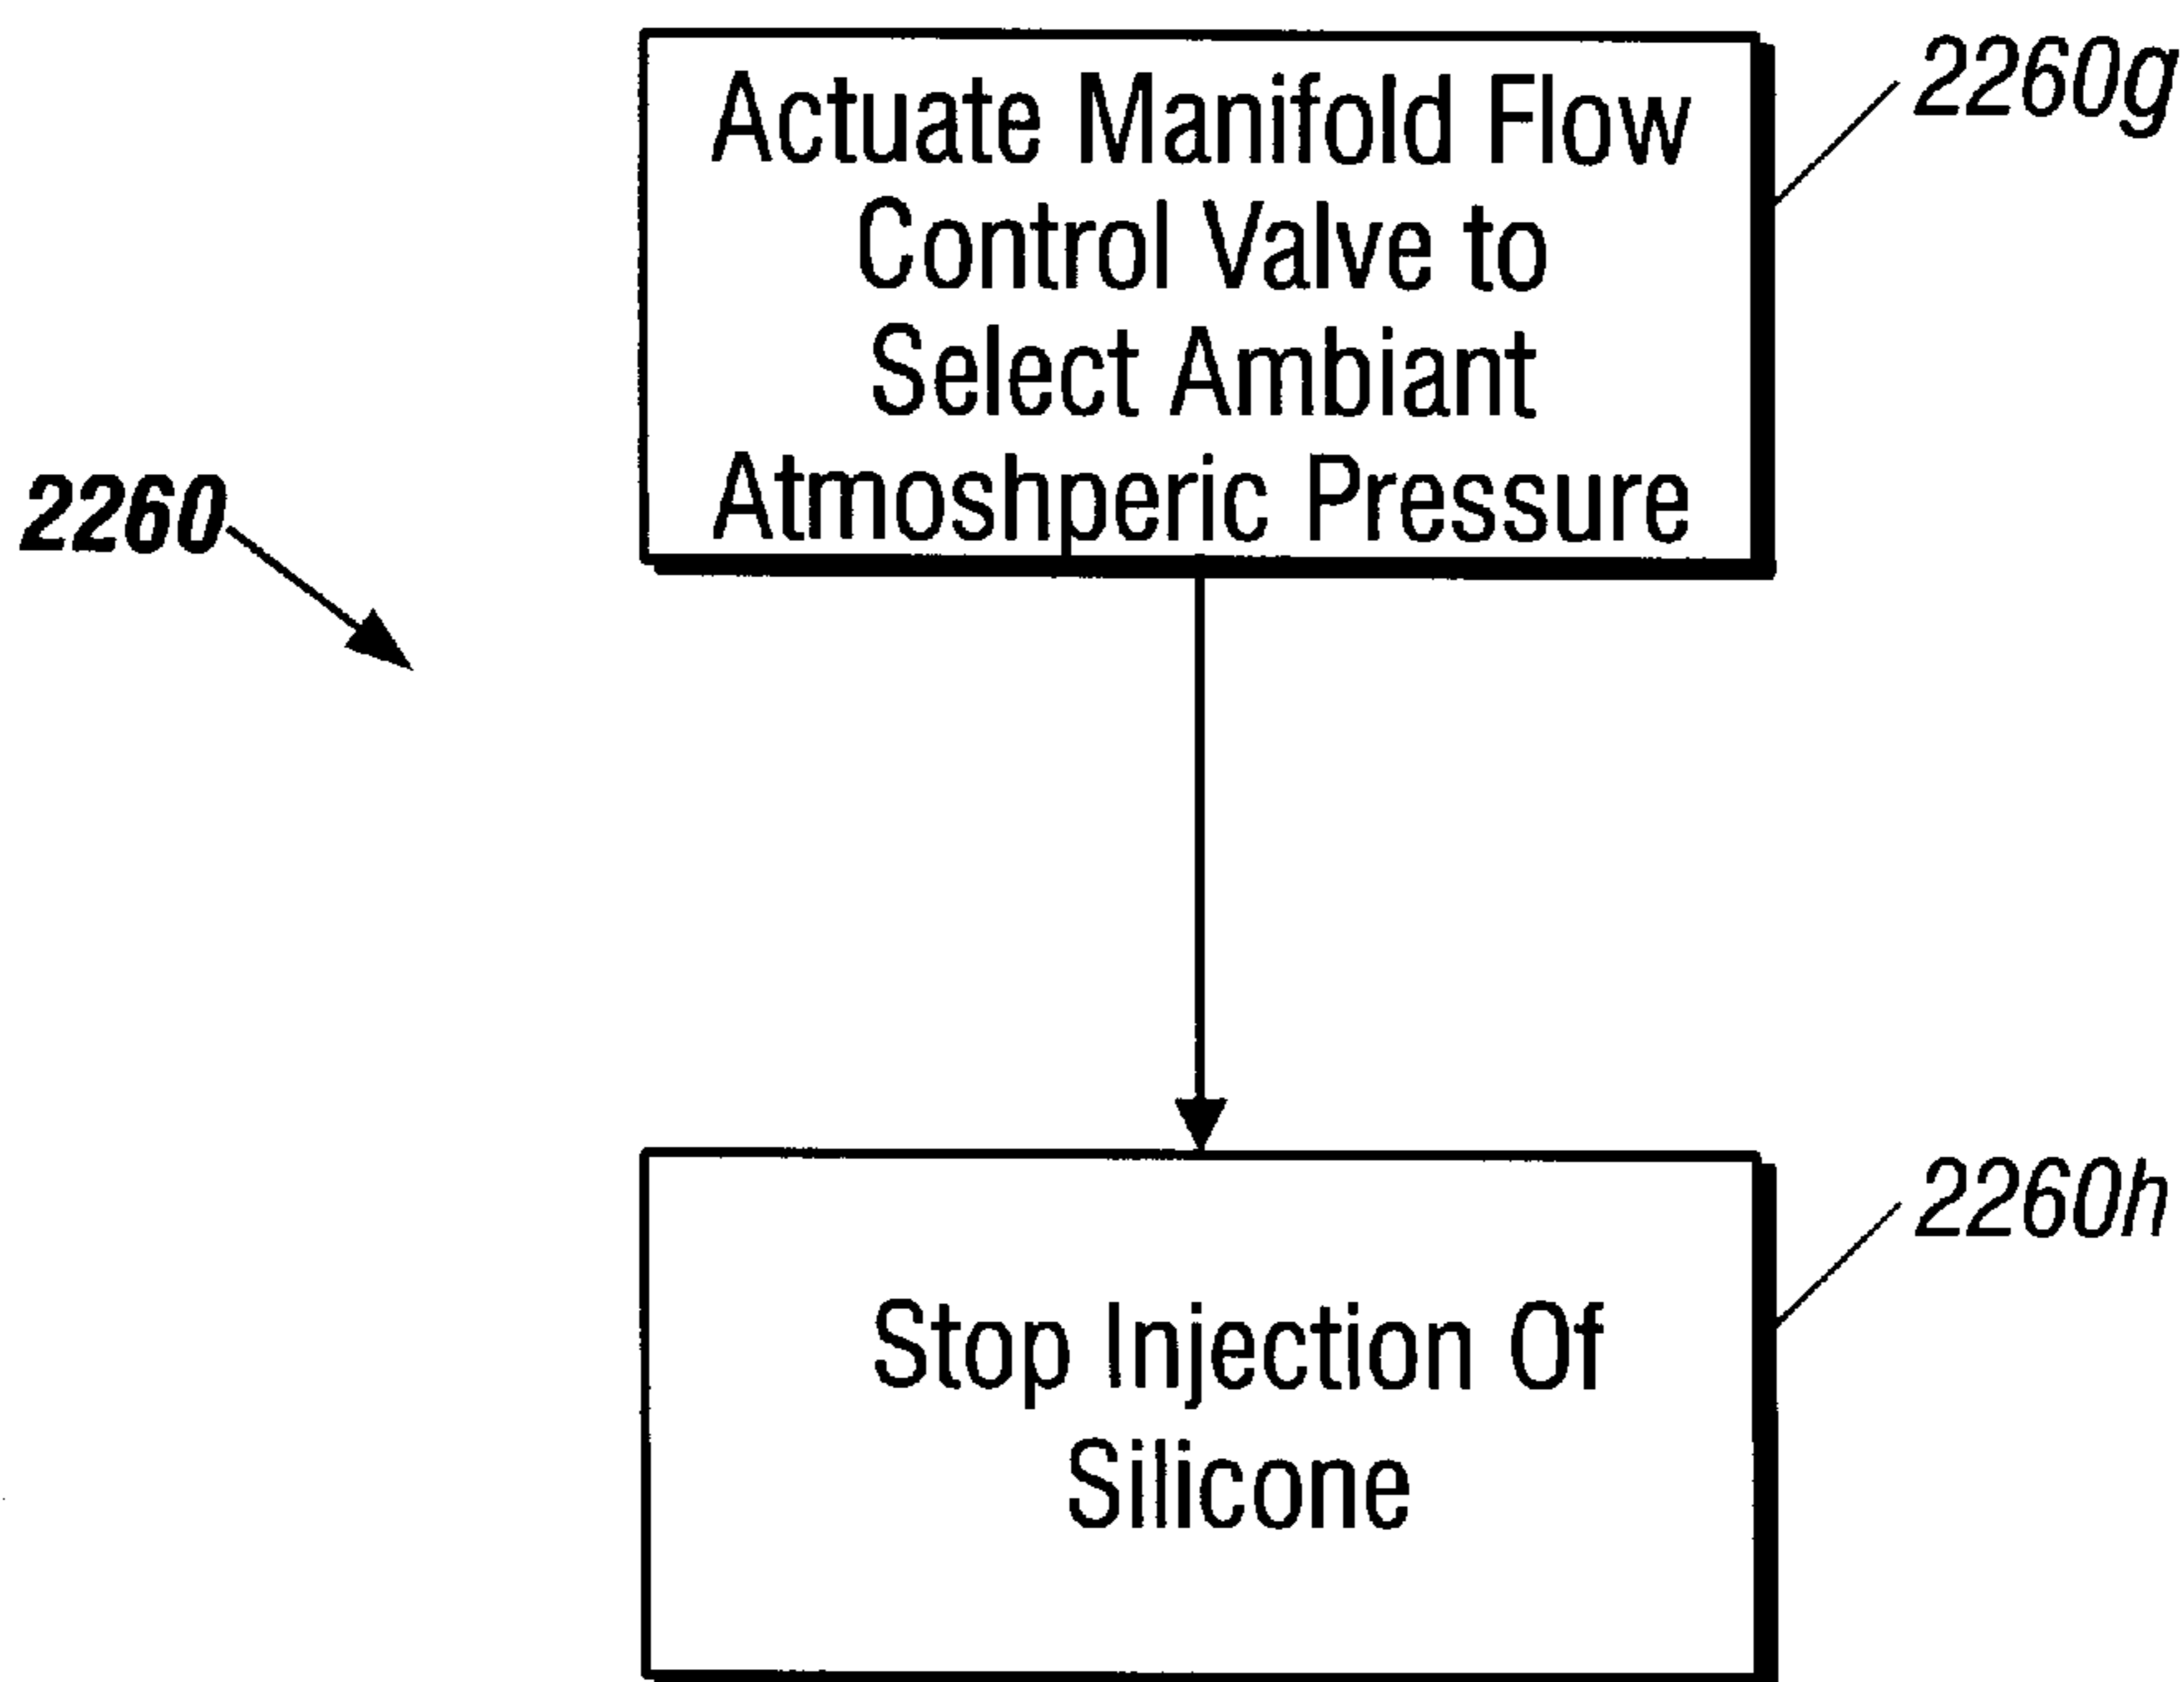 Actuate Manifold Flow
Control Valve to
Select Ambiant
Atmoshperic Pressure
2260g
2260
Stop Injection Of
Silicone
2260h